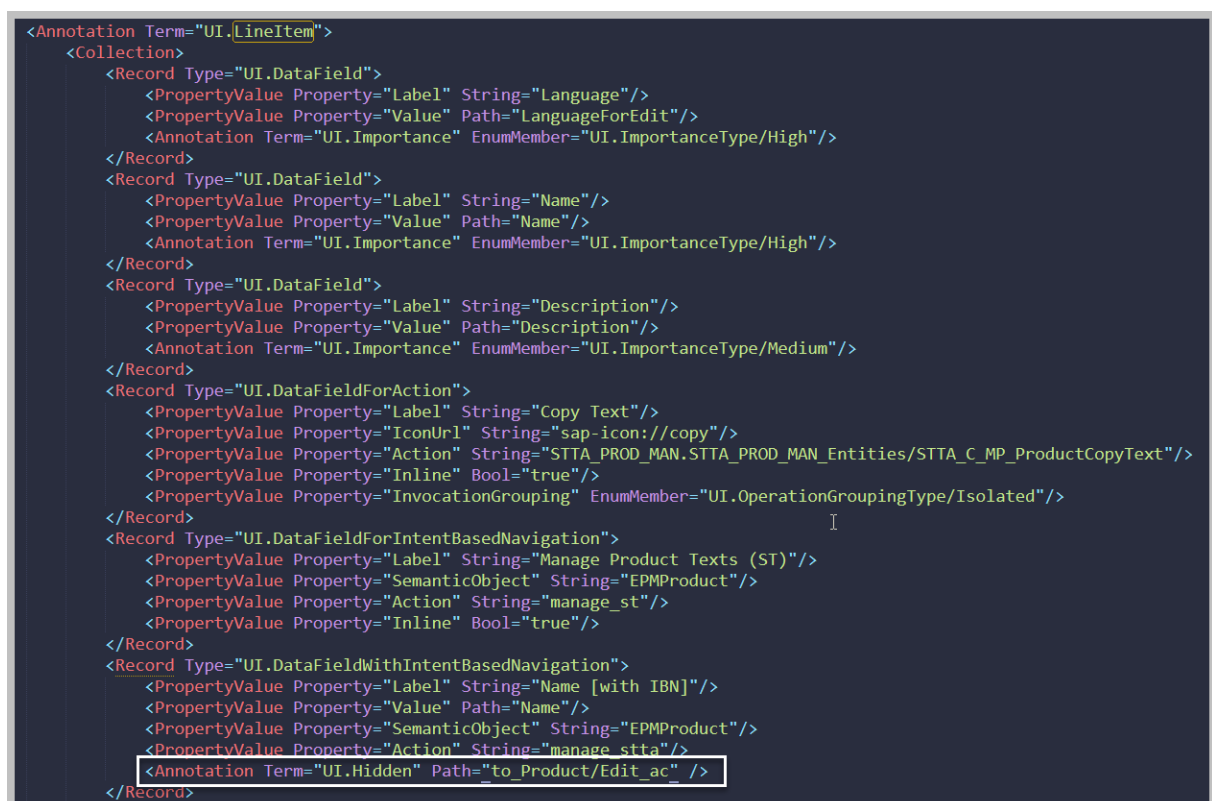 <Annotation Term="UI.LineItem">
<Collection>
<Record Type="UI.DataField">
<PropertyValue Property="Label" String="Language"/>
<PropertyValue Property="Value" Path="LanguageForEdit"/>
<Annotation Term="UI.Importance" EnumMember="UI.ImportanceType/High"/>
</Record>
<Record Type="UI.DataField">
<PropertyValue Property="Label" String="Name"/>
<PropertyValue Property="Value" Path="Name"/>
<Annotation Term="UI.Importance" EnumMember="UI.ImportanceType/High"/>
</Record>
<Record Type="UI.DataField">
<PropertyValue Property="Label" String="Description"/>
<PropertyValue Property="Value" Path="Description"/>
<Annotation Term="UI.Importance" EnumMember="UI.ImportanceType/Medium"/>
</Record>
<Record Type="UI.DataFieldForAction">
<PropertyValue Property="Label" String="Copy Text"/>
<PropertyValue Property="IconUrl" String="sap-icon://copy"/>
<PropertyValue Property="Action" String="STTA_PROD_MAN.STTA_PROD_MAN_Entities/STTA_C_MP_ProductCopyText"/>
<PropertyValue Property="Inline" Bool="true"/>
<PropertyValue Property="InvocationGrouping" EnumMember="UI.OperationGroupingType/Isolated"/>
</Record>
<Record Type="UI.DataFieldForIntentBasedNavigation">
<PropertyValue Property="Label" String="Manage Product Texts (ST)"/>
<PropertyValue Property="SemanticObject" String="EPMProduct"/>
<PropertyValue Property="Action" String="manage_st"/>
<PropertyValue Property="Inline" Bool="true"/>
</Record>
<Record Type="UI.DataFieldWithIntentBasedNavigation">
<PropertyValue Property="Label" String="Name [with IBN]"/>
<PropertyValue Property="Value" Path="Name"/>
<PropertyValue Property="SemanticObject" String="EPMProduct"/>
<PropertyValue Property="Action" String="manage_stta"/>
<Annotation Term="UI.Hidden" Path="to_Product/Edit_ac" />
</Record>